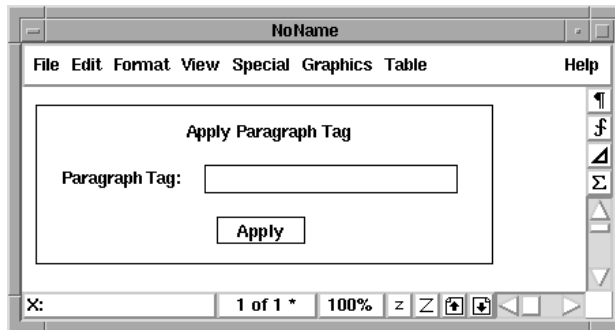 NoName
File Edit Format View Special Graphics Table Help
¶
f
Σ
Apply Paragraph Tag
Paragraph Tag:
Apply
X: 1 of 1 * 100% z Z